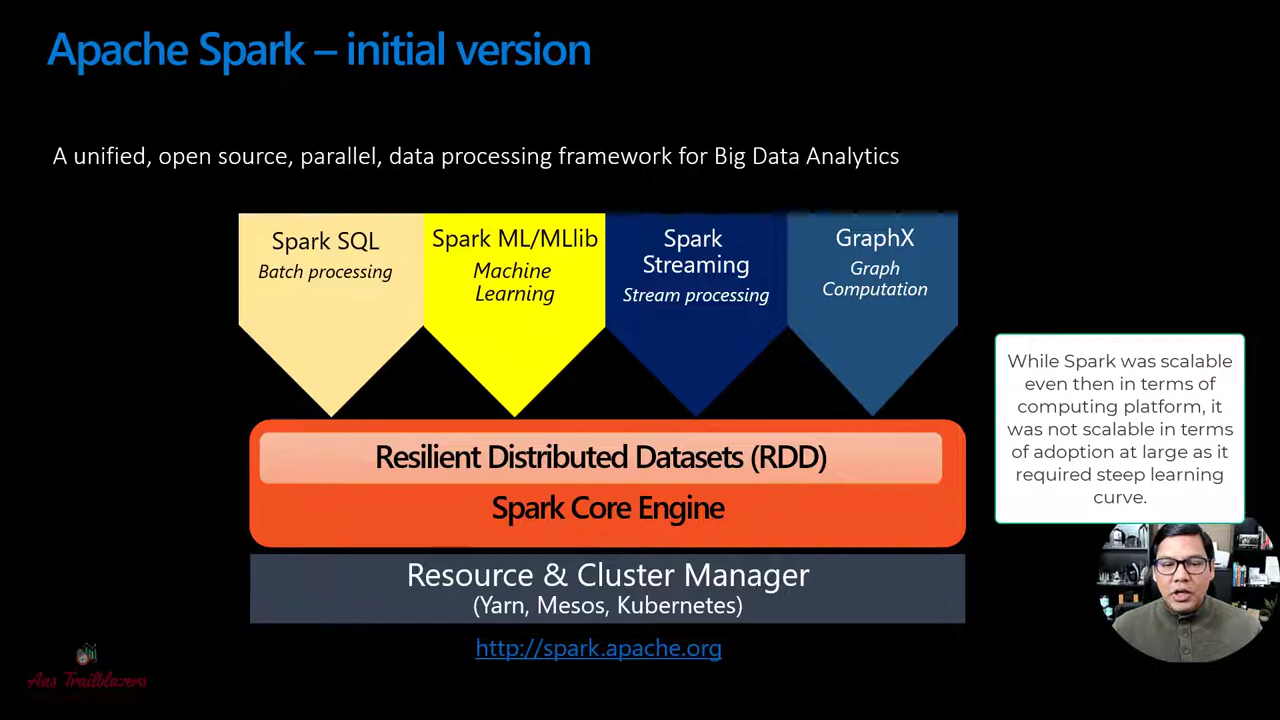 Apache Spark – initial version
A unified, open source, parallel, data processing framework for Big Data Analytics
Spark SQL
Batch processing
Spark ML/MLlib
Machine
Learning
Spark
Streaming
Stream processing
GraphX
Graph
Computation
Resilient Distributed Datasets (RDD)
Spark Core Engine
Resource & Cluster Manager
(Yarn, Mesos, Kubernetes)
http://spark.apache.org
While Spark was scalable
even then in terms of
computing platform, it
was not scalable in terms
of adoption at large as it
required steep learning
curve.
Aas Trailblazers